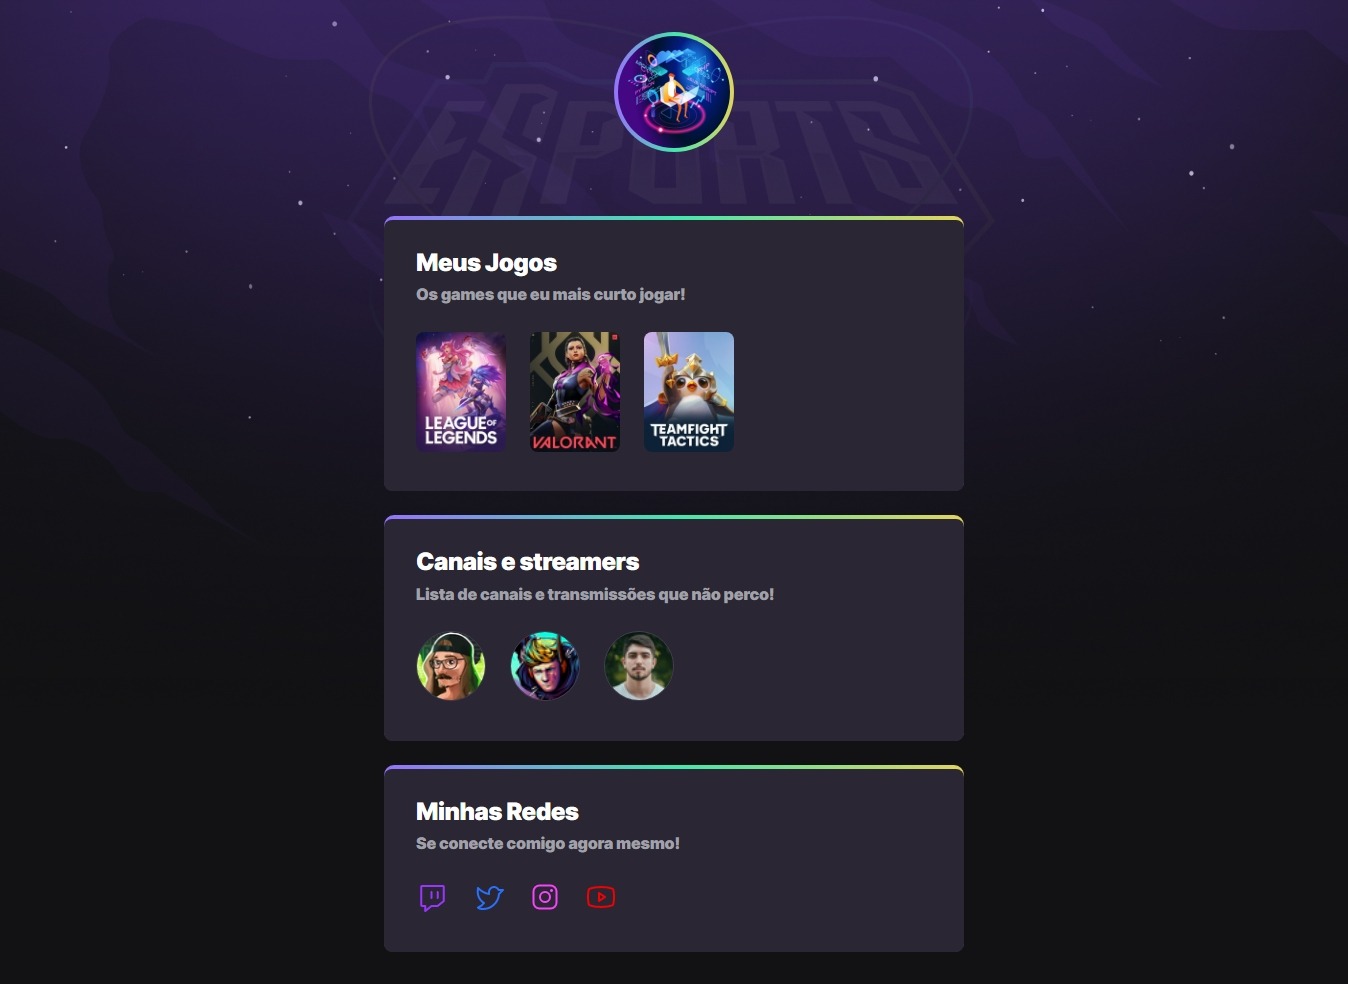 ESPORTS
Meus Jogos
Os games que eu mais curto jogar!
LEAGUE OF
LEGENDS
VALORANT
TEAMFIGHT
TACTICS
Canais e streamers
Lista de canais e transmissões que não perco!
Minhas Redes
Se conecte comigo agora mesmo!